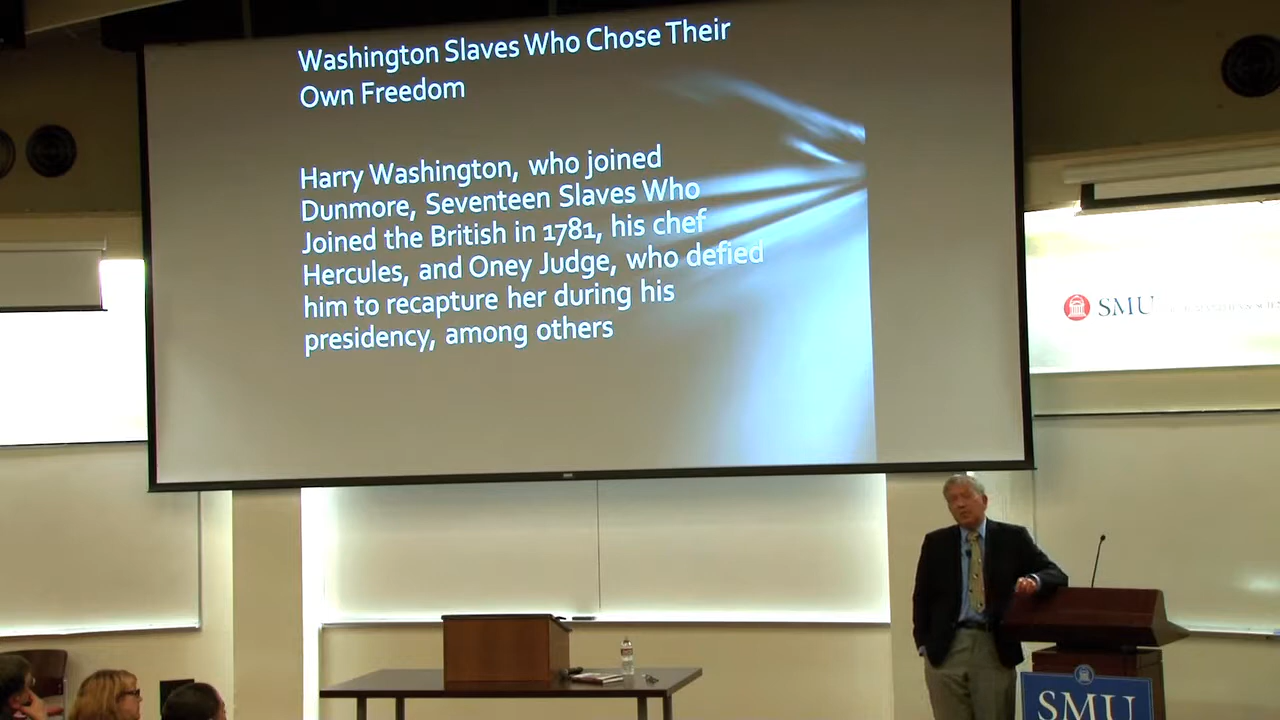 Washington Slaves Who Chose Their
Own Freedom
Harry Washington, who joined
Dunmore, Seventeen Slaves Who
Joined the British in 1781, his chef
Hercules, and Oney Judge, who defied
him to recapture her during his
presidency, among others
SMU
SMU